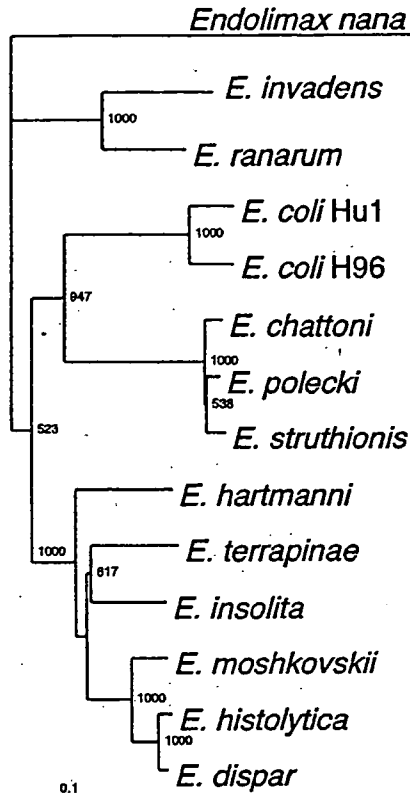 Endolimax nana
E. invadens
1000
E. ranarum
E. coli Hu1
1000
E. coli H96
947
E. chattoni
1000
E. polecki
538
E. struthionis
523
E. hartmanni
1000
E. terrapinae
617
E. insolita
E. moshkovskii
1000
E. histolytica
1000
E. dispar
0.1